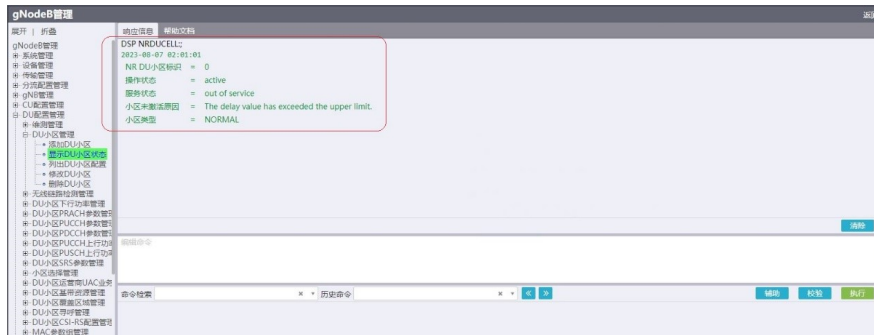 gNodeB管理
展开 | 折叠
响应信息 帮助文档
gNodeB管理
系统管理
设备管理
传输管理
分流配置管理
gNB管理
CU配置管理
DU配置管理
DU小区管理
添加DU小区
显示DU小区状态
列出DU小区配置
修改DU小区
删除DU小区
无线链路检测管理
DU小区下行功率管理
DU小区PRACH参数管理
DU小区PUCCH参数管理
DU小区PDCCH参数管理
DU小区PUCCH上行功率
DU小区PUSCH上行功率
DU小区SRS参数管理
小区选择管理
DU小区运营商UAC业务
DU小区基带资源管理
DU小区覆盖区域管理
DU小区寻呼管理
DU小区CSI-RS配置管理
MAC参数组管理
DSP NRDUCELL:;
2023-08-07 02:01:01
NR DU小区标识 = 0
操作状态 = active
服务状态 = out of service
小区未激活原因 = The delay value has exceeded the upper limit.
小区类型 = NORMAL
清除
编辑命令
命令检索 × 历史命令 × « » 辅助 校验 执行